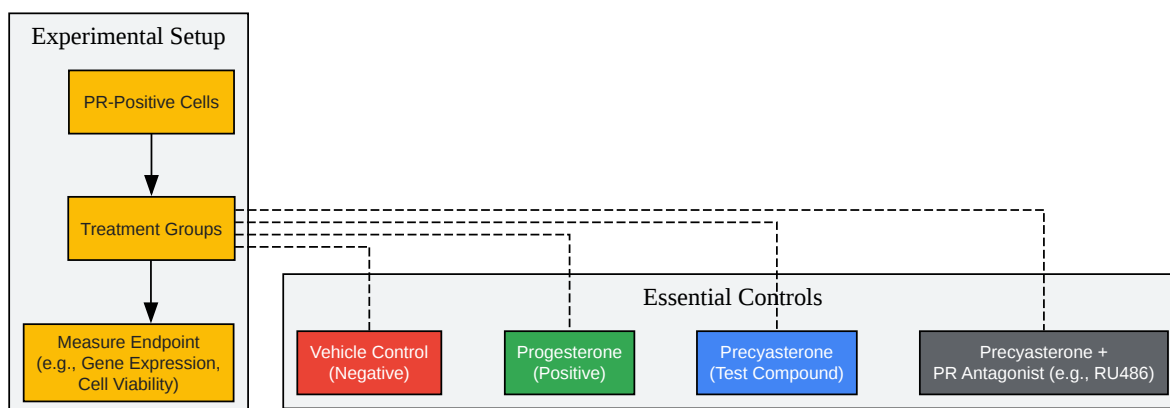 Experimental Setup
PR-Positive Cells
Treatment Groups
Measure Endpoint
(e.g., Gene Expression,
Cell Viability)
Essential Controls
Vehicle Control
(Negative)
Progesterone
(Positive)
Precyasterone
(Test Compound)
Precyasterone +
PR Antagonist (e.g., RU486)